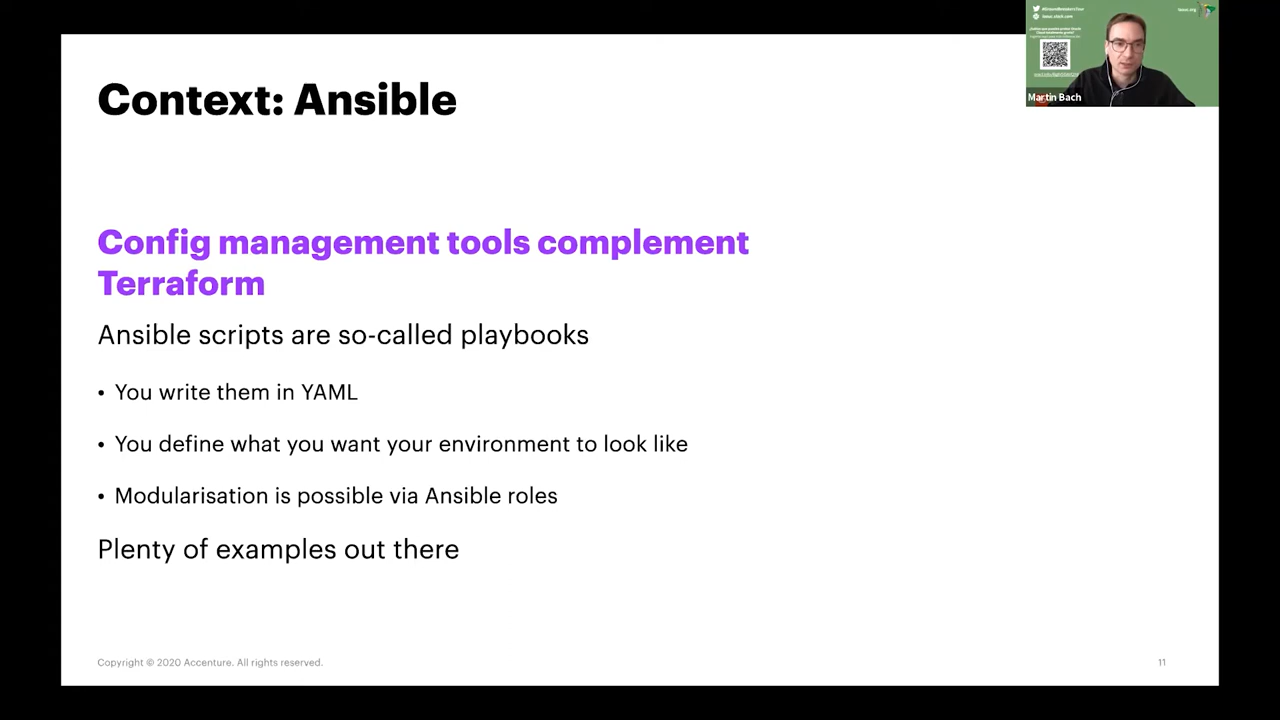 Context: Ansible
Config management tools complement
Terraform
Ansible scripts are so-called playbooks
• You write them in YAML
• You define what you want your environment to look like
• Modularisation is possible via Ansible roles
Plenty of examples out there
Copyright © 2020 Accenture. All rights reserved.
11
Martin Bach